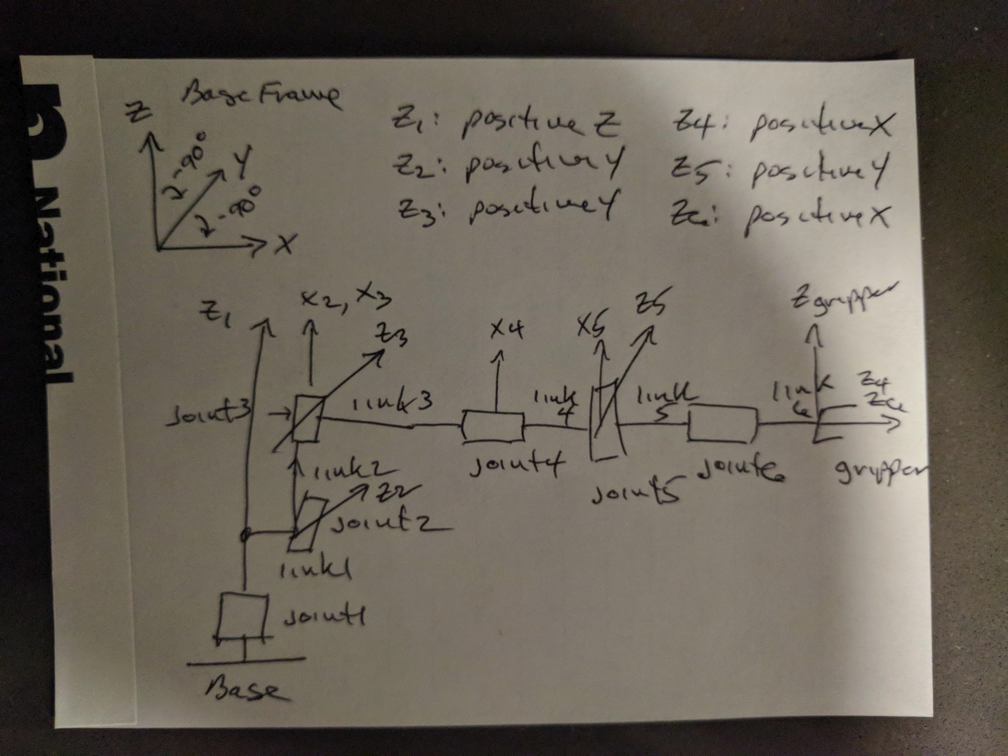 Base Frame
Z
-90°
Y
-90°
X
Z1: positive Z
Z2: positive Y
Z3: positive Y
Z4: positive X
Z5: positive Y
Z6: positive X
National
Z1
X2, X3
Z3
X4
X5
Z5
Zgripper
joint3
link3
link
4
link
5
link
6
Z4
Z6
joint4
joint5
joint6
gripper
link2
Z2
joint2
link1
joint1
Base